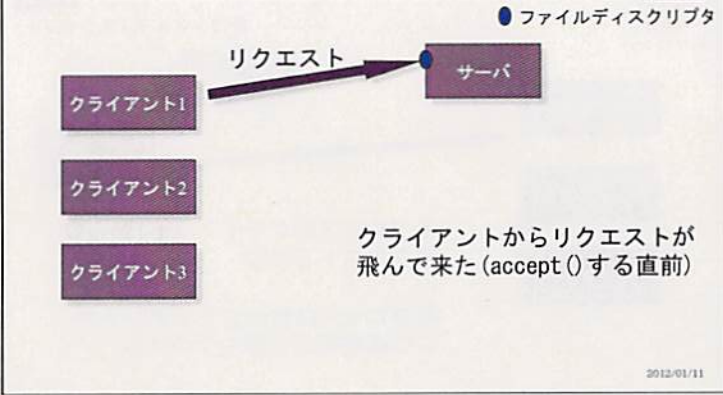 ファイルディスクリプタ
リクエスト
サーバ
クライアント1
クライアント2
クライアント3
クライアントからリクエストが
飛んで来た(accept()する直前)
2012/01/11